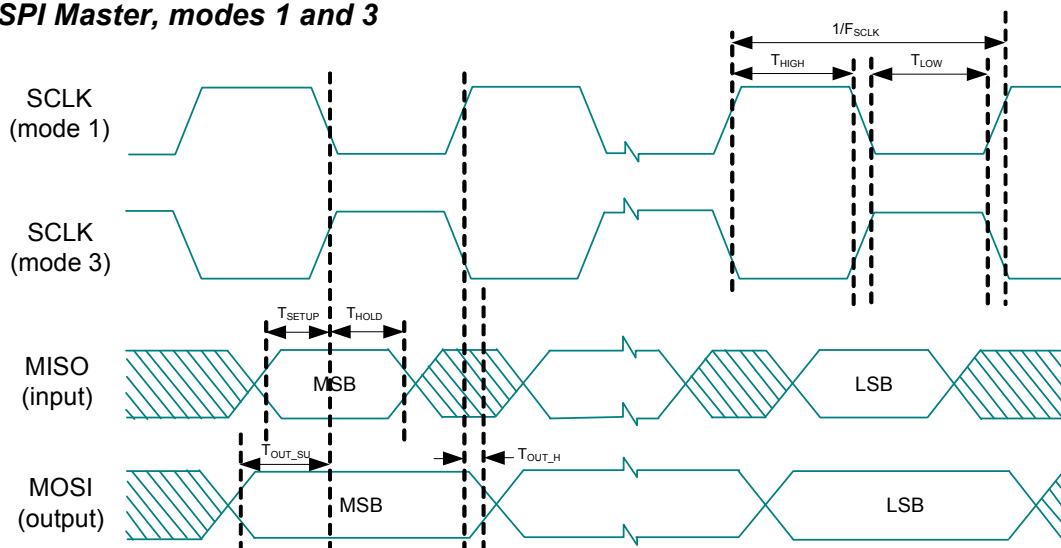 SPI Master, modes 1 and 3
1/FSCLK
THIGH
TLOW
SCLK
(mode 1)
SCLK
(mode 3)
TSETUP
THOLD
MISO
(input)
MSB
LSB
TOUT_SU
TOUT_H
MOSI
(output)
MSB
LSB